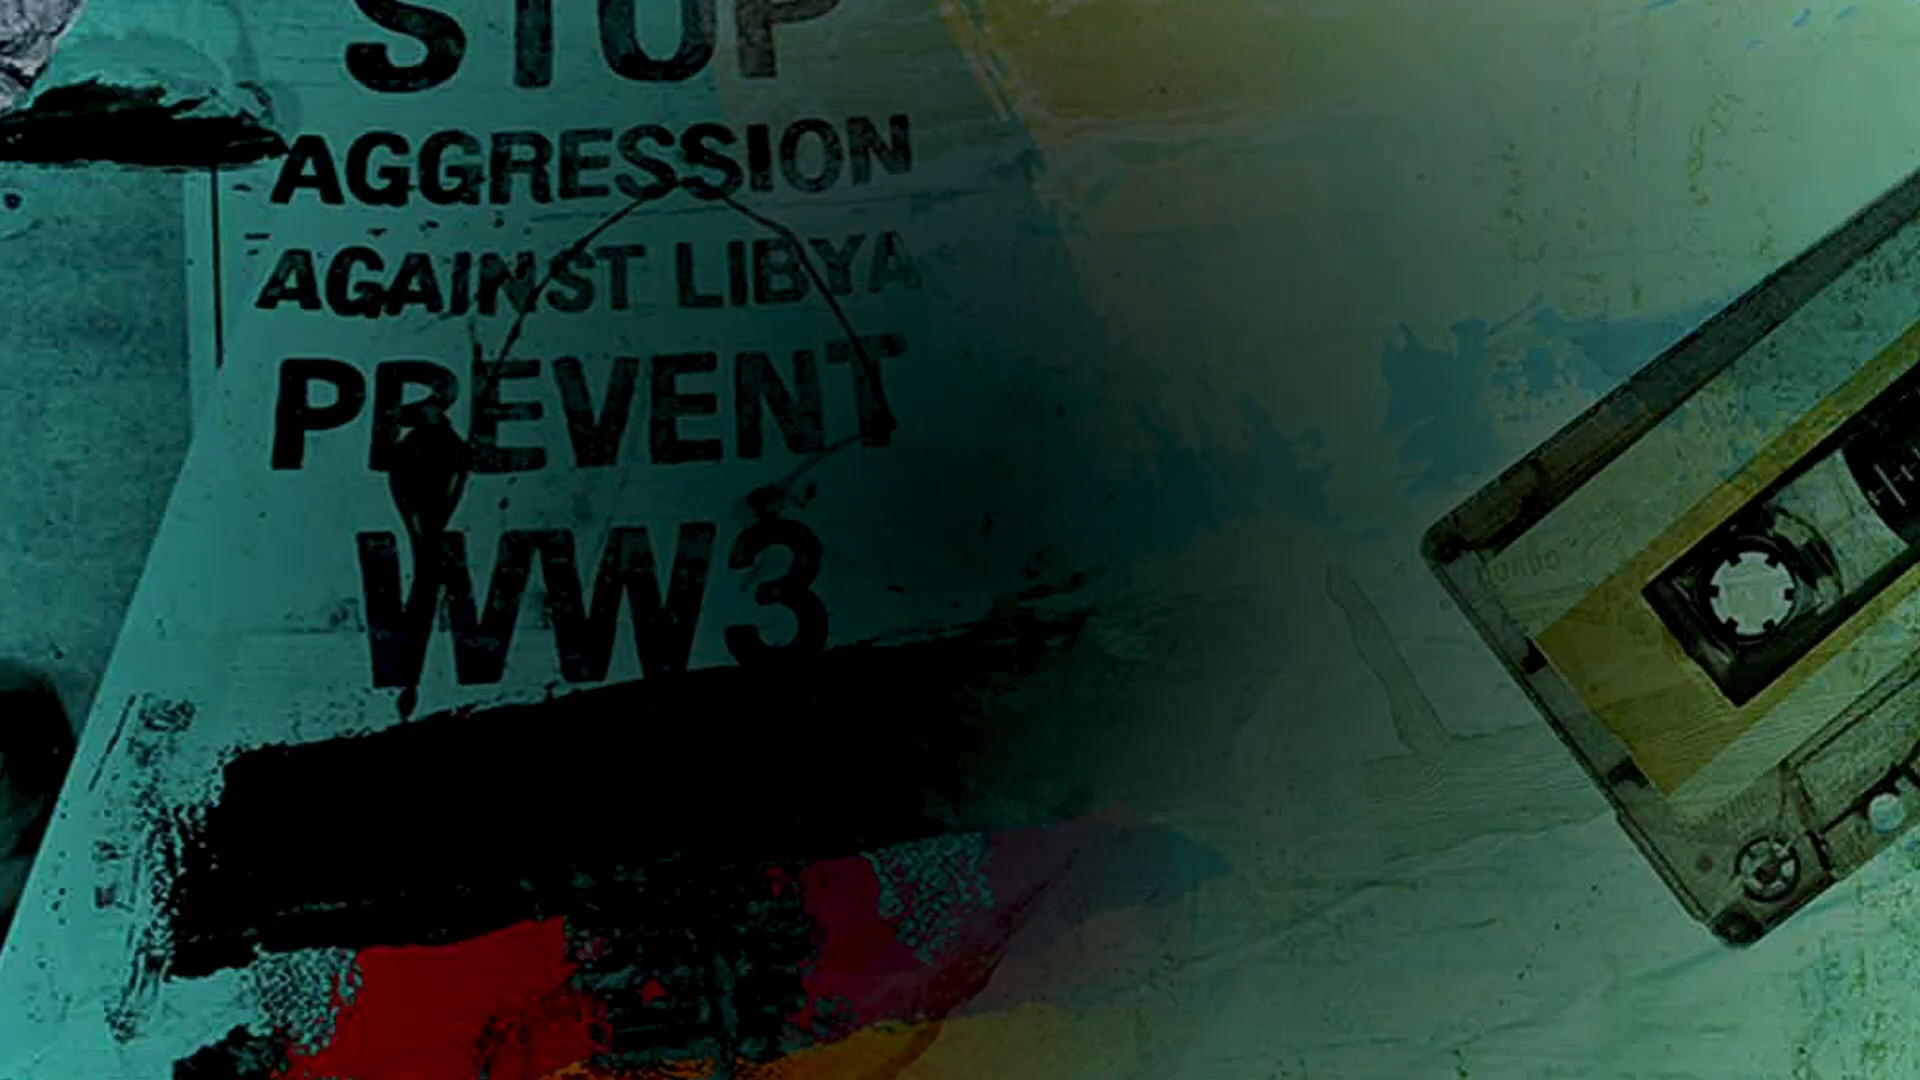 STOP
AGGRESSION
AGAINST LIBYA
PREVENT
WW3